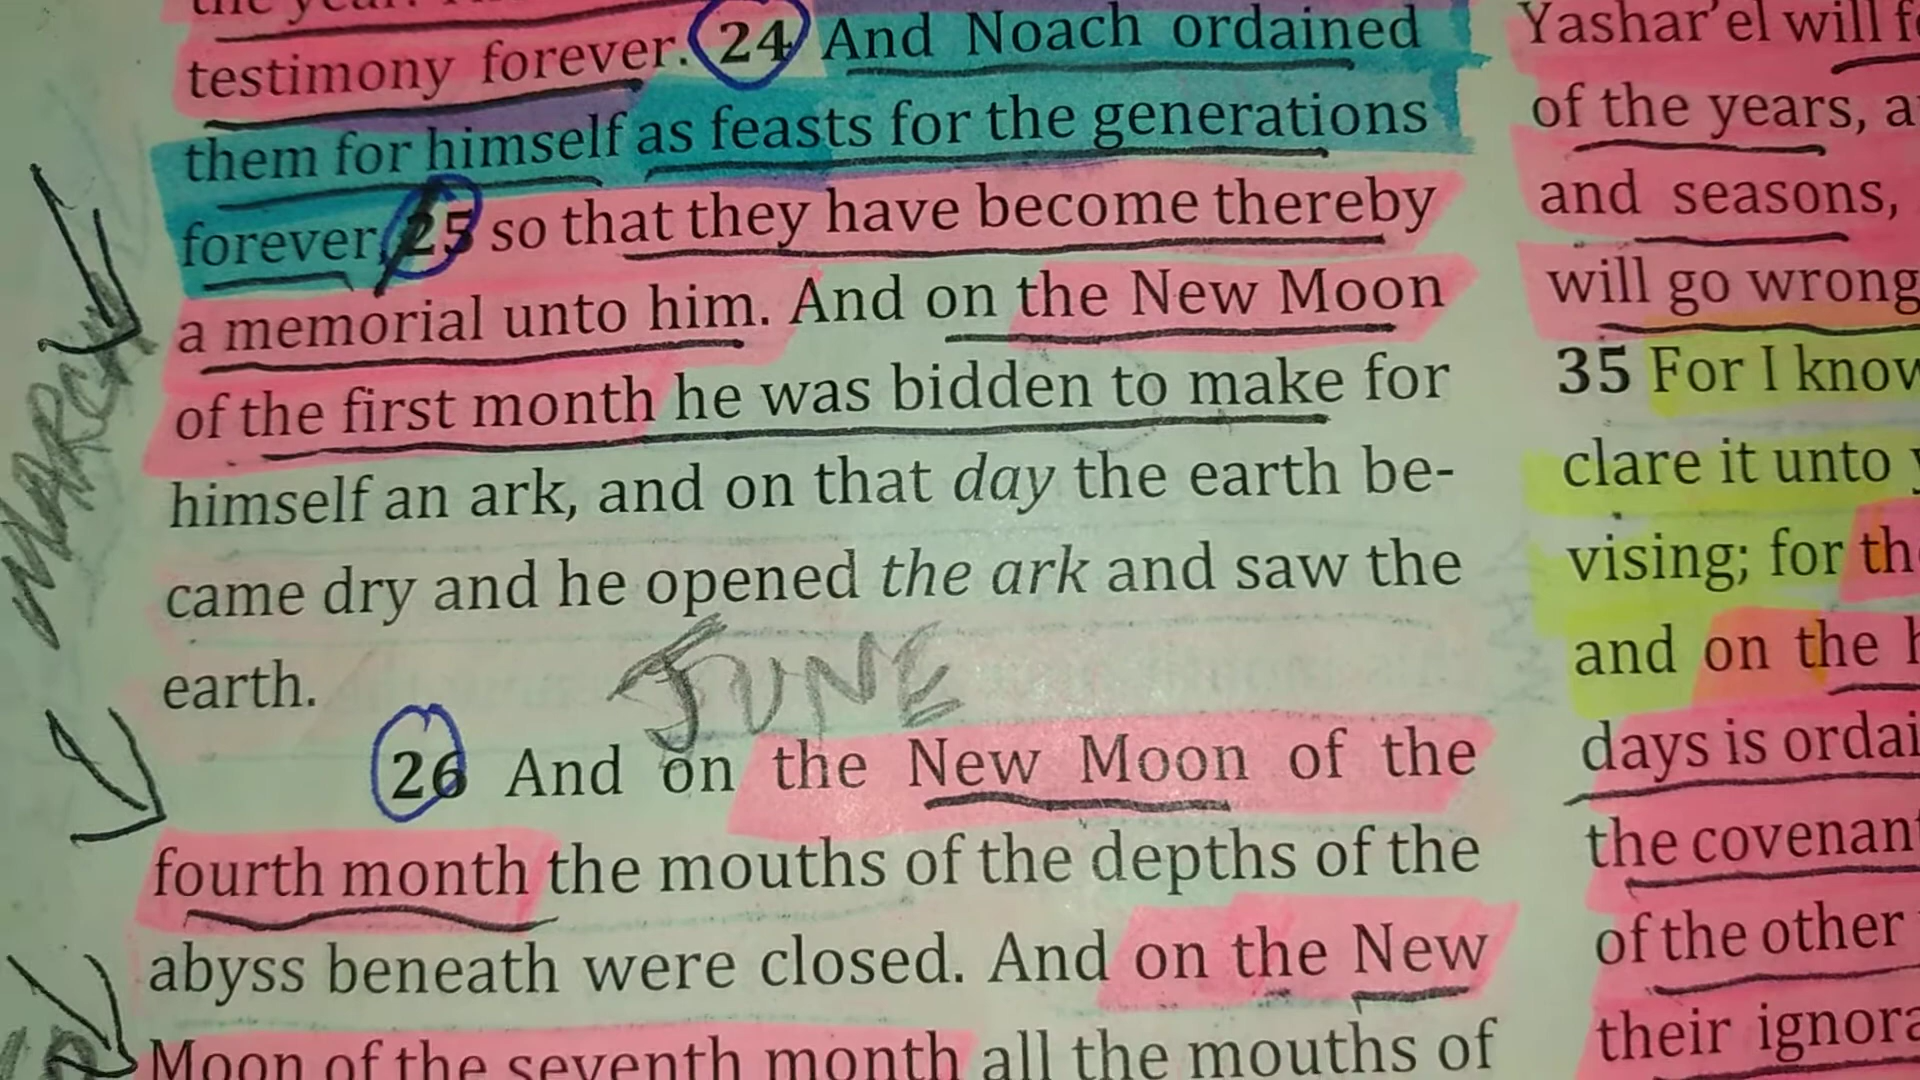 the year.
testimony forever. 24 And Noach ordained
them for himself as feasts for the generations
forever, 25 so that they have become thereby
a memorial unto him. And on the New Moon
of the first month he was bidden to make for
himself an ark, and on that day the earth be-
came dry and he opened the ark and saw the
earth.
26 And on the New Moon of the
fourth month the mouths of the depths of the
abyss beneath were closed. And on the New
Moon of the seventh month all the mouths of
MARCH
JUNE
Yashar'el will
of the years, a
and seasons,
will go wrong
35 For I know
clare it unto
vising; for
and on the
days is
the covenant
of the other
their